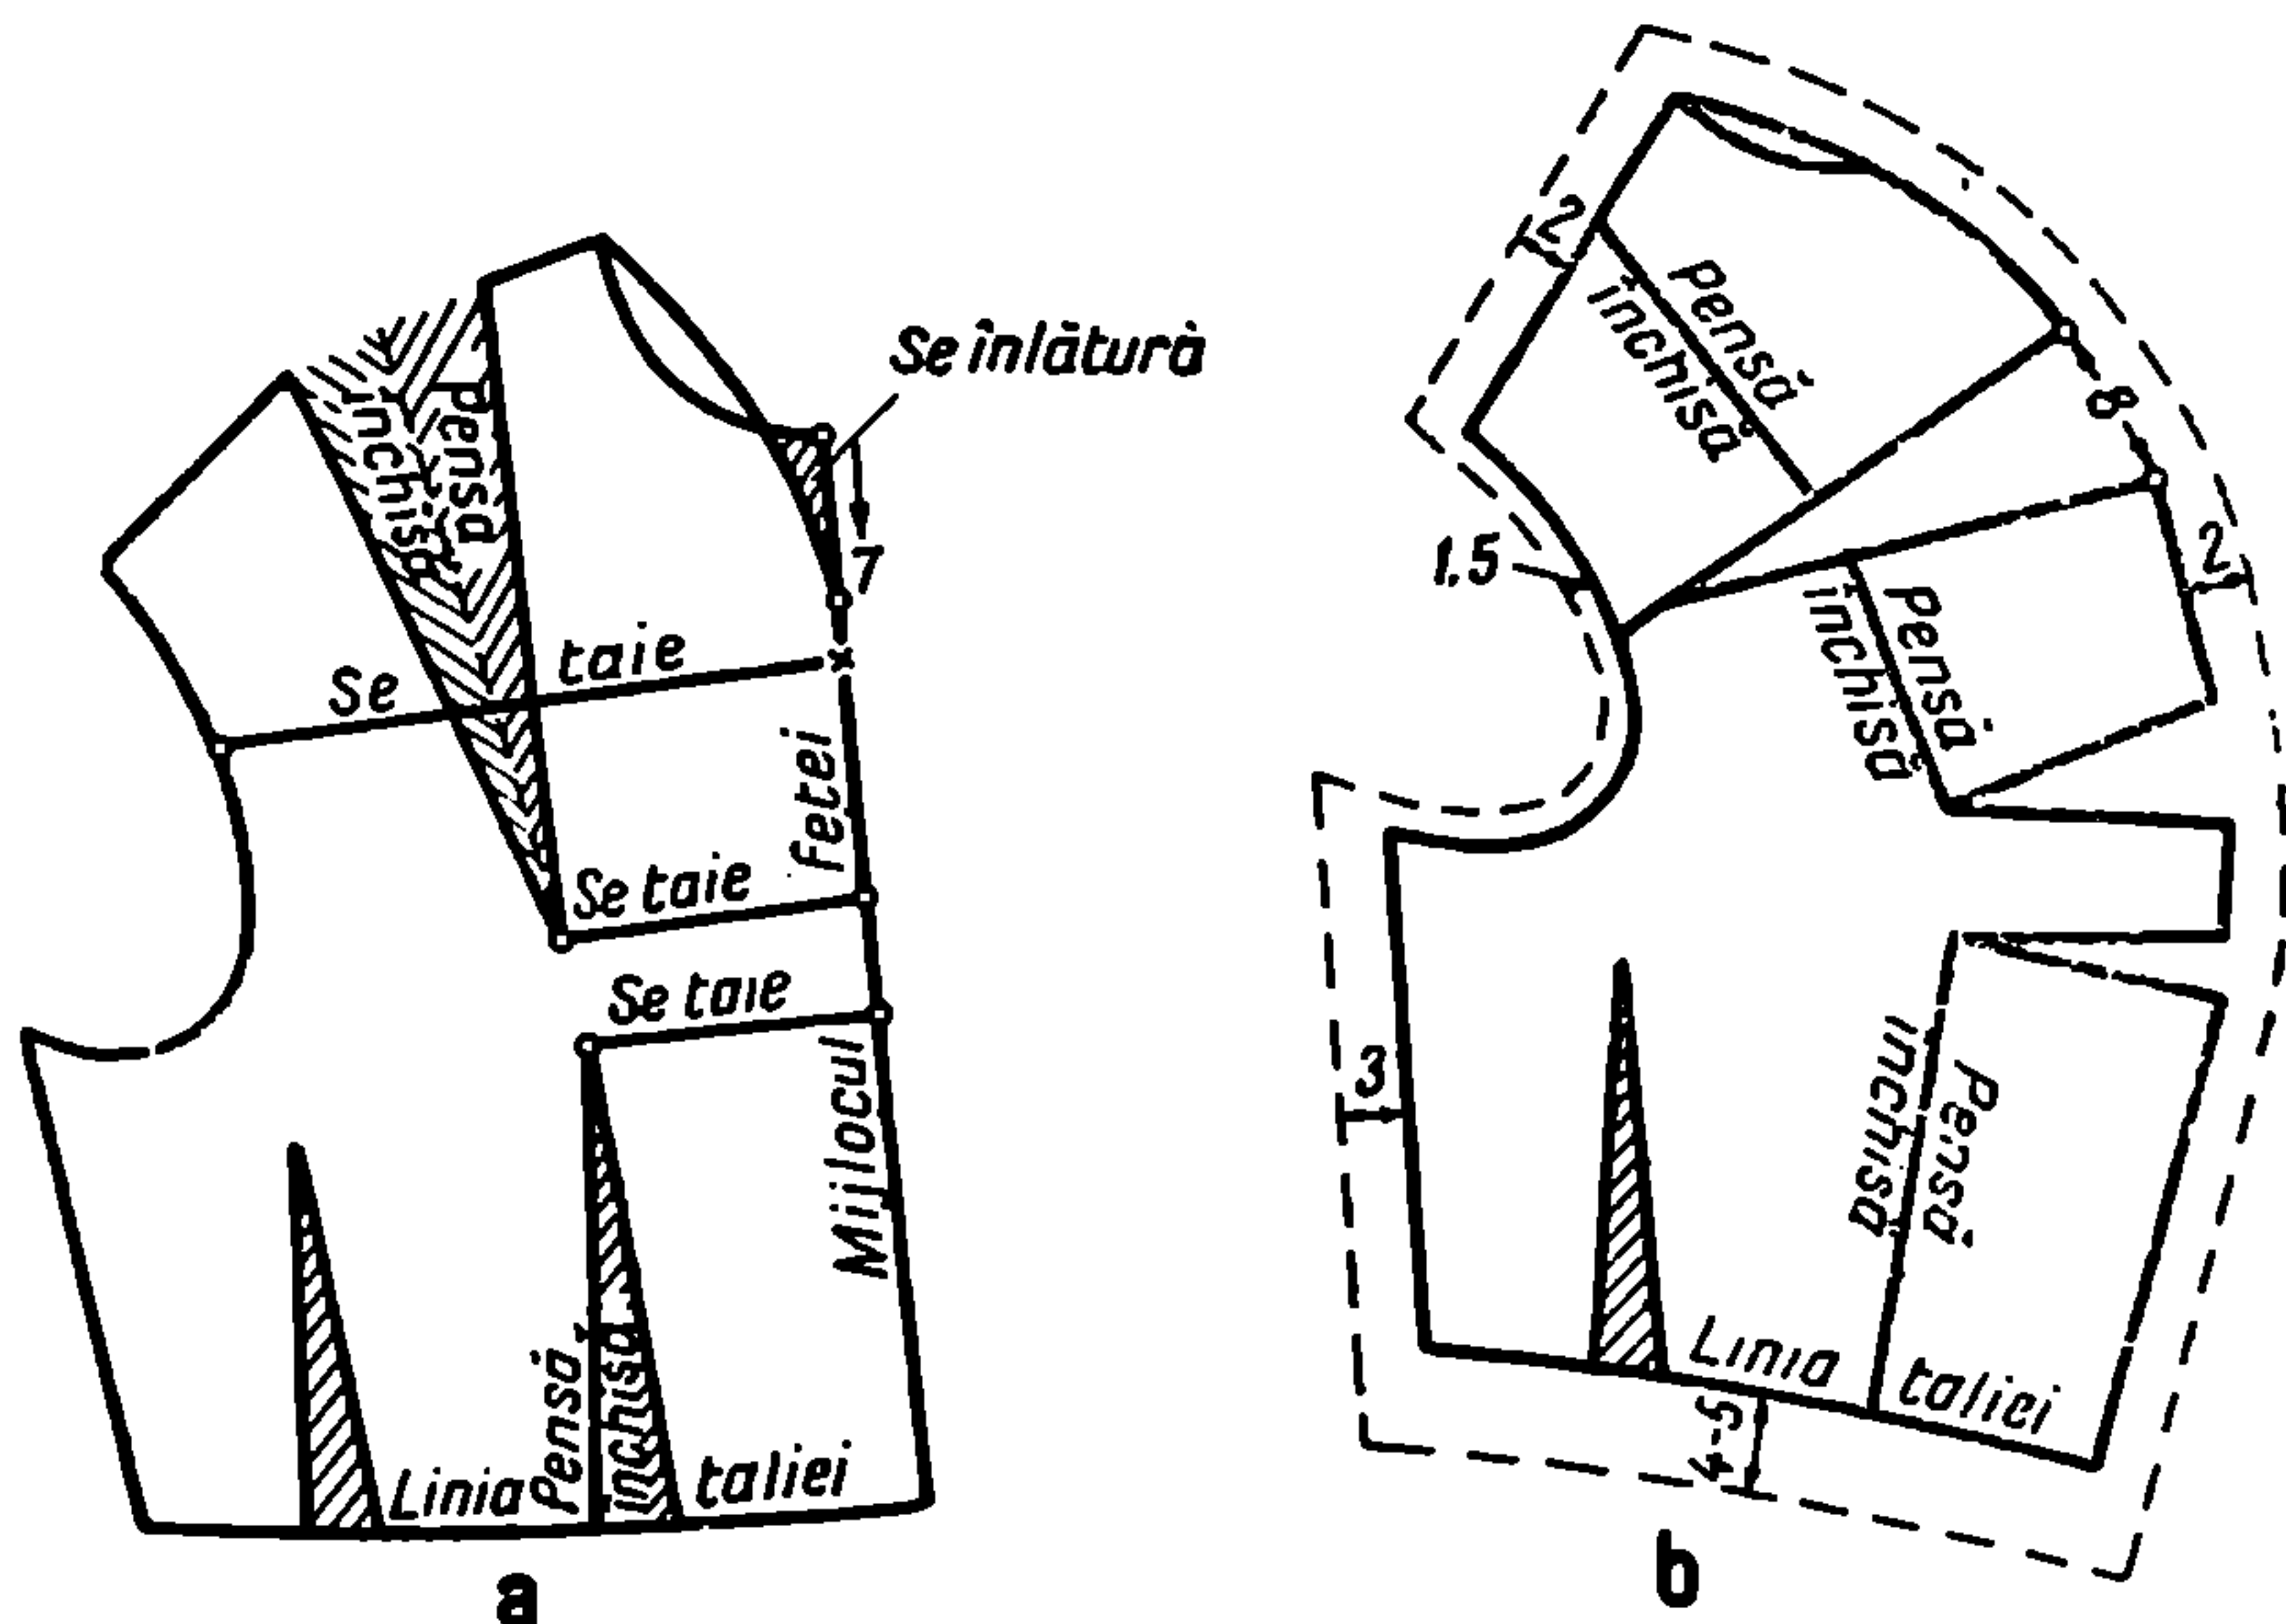 închisă
Pensă
Se înlătură
7
Se taie
Se taie
Se taie
Mijlocul fetei
Pensă
închisă
Linia taliei
a
2
Pensă
închisă
8
1.5
2
Pensă
închisă
3
închisă
Pensă
Linia taliei
4-5
b